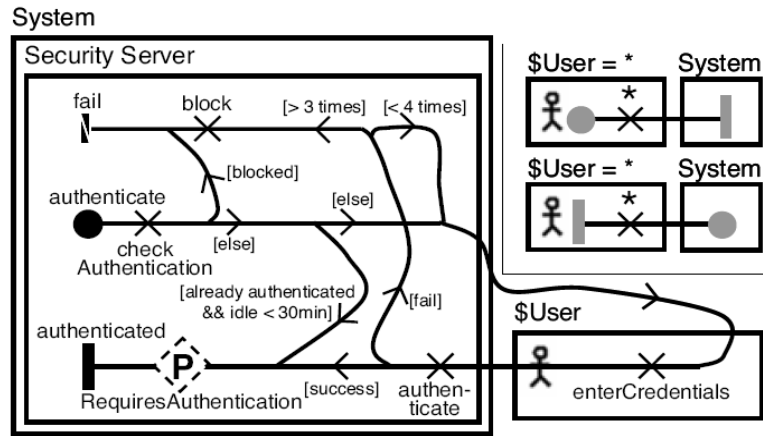 System
Security Server
fail
block
[> 3 times]
[< 4 times]
[blocked]
authenticate
[else]
check
Authentication
[else]
[already authenticated
&& idle < 30min]
[fail]
authenticated
P
RequiresAuthentication
[success]
authen-
ticate
$User = *
System
*
$User = *
System
*
$User
enterCredentials